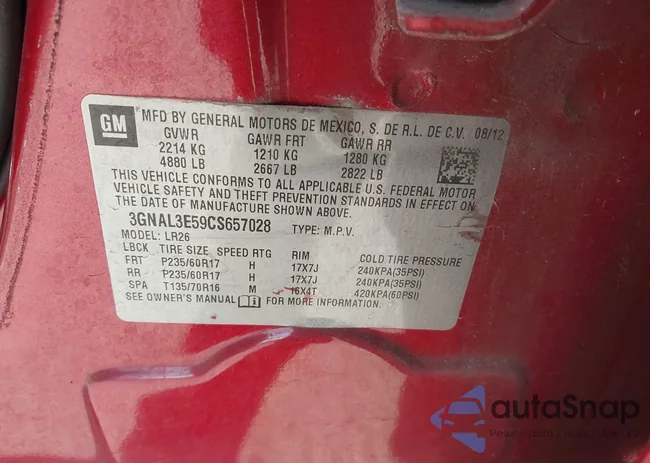 GM
MFD BY GENERAL MOTORS DE MEXICO, S. DE R.L. DE C.V. 08/12
GVWR GAWR FRT GAWR RR
2214 KG 1210 KG 1280 KG
4880 LB 2667 LB 2822 LB
THIS VEHICLE CONFORMS TO ALL APPLICABLE U.S. FEDERAL MOTOR
VEHICLE SAFETY AND THEFT PREVENTION STANDARDS IN EFFECT ON
THE DATE OF MANUFACTURE SHOWN ABOVE.
3GNAL3E59CS657028 TYPE: M.P.V.
MODEL: LR26
LBCK TIRE SIZE SPEED RTG RIM COLD TIRE PRESSURE
FRT P235/60R17 H 17X7J 240KPA(35PSI)
RR P235/60R17 H 17X7J 240KPA(35PSI)
SPA T135/70R16 M 16X4T 420KPA(60PSI)
SEE OWNER'S MANUAL FOR MORE INFORMATION.
autoSnap